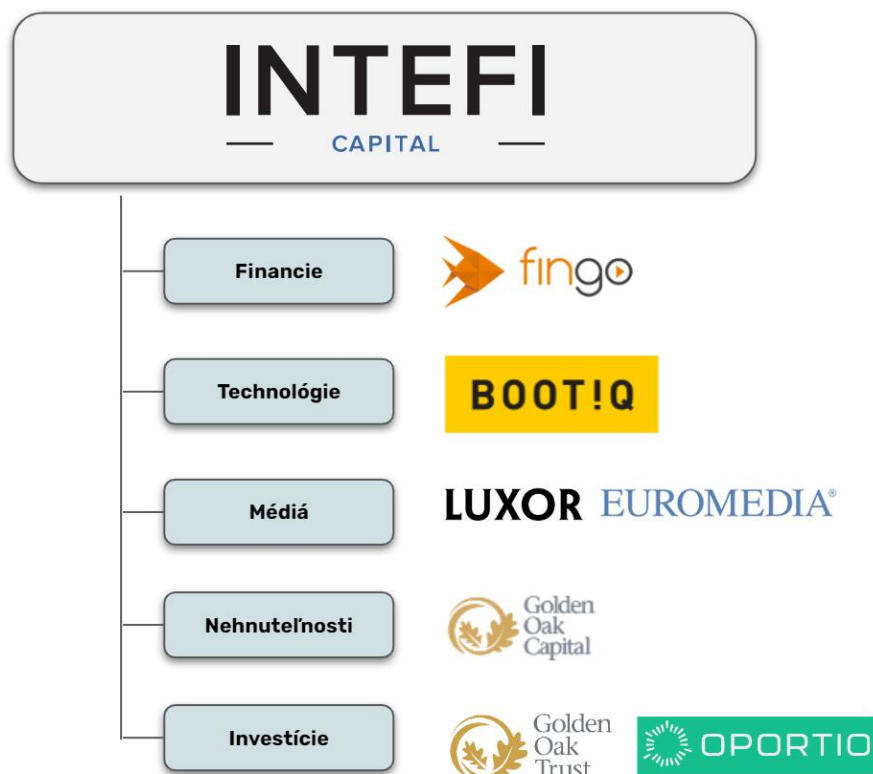 INTEFI
CAPITAL
Financie
fingo
Technológie
BOOT!Q
Médiá
LUXOR EUROMEDIA®
Nehnuteľnosti
Golden
Oak
Capital
Investície
Golden
Oak
Trust
OPORTIO